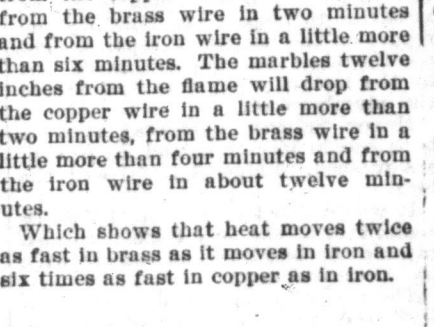 from the brass wire in two minutes
and from the iron wire in a little more
than six minutes. The marbles twelve
inches from the flame will drop from
the copper wire in a little more than
two minutes, from the brass wire in a
little more than four minutes and from
the iron wire in about twelve min-
utes.
Which shows that heat moves twice
as fast in brass as it moves in iron and
six times as fast in copper as in iron.